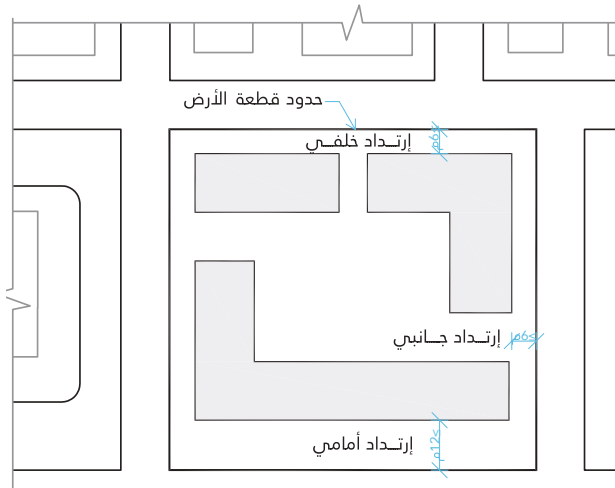 حدود قطعة الأرض
إرتـداد خلفـي
≥6م
إرتـداد جـانبي
≥6م
إرتـداد أمامي
>12م